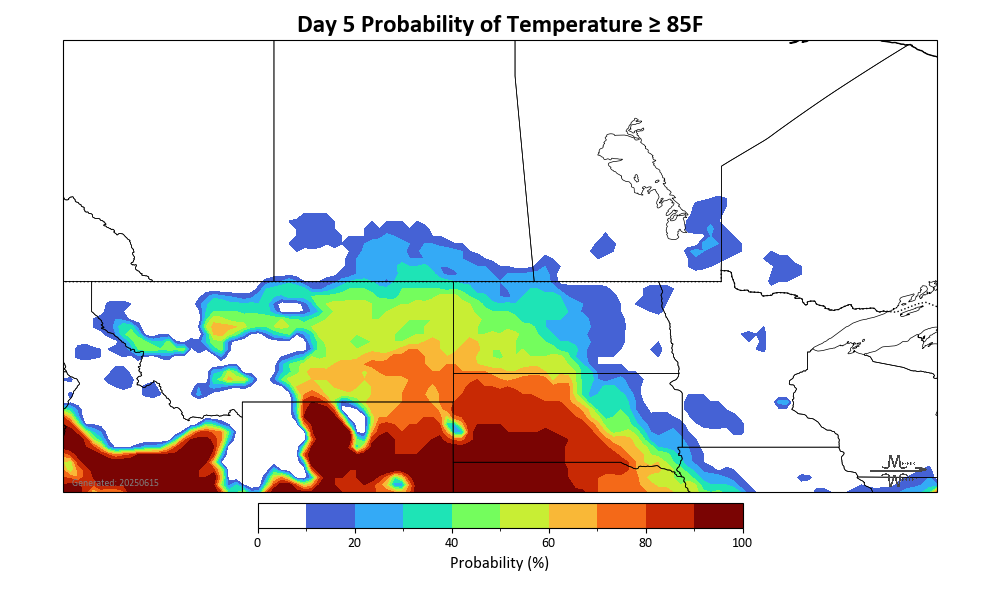 Day 5 Probability of Temperature ≥ 85F
Generated: 20250615
0 20 40 60 80 100
Probability (%)